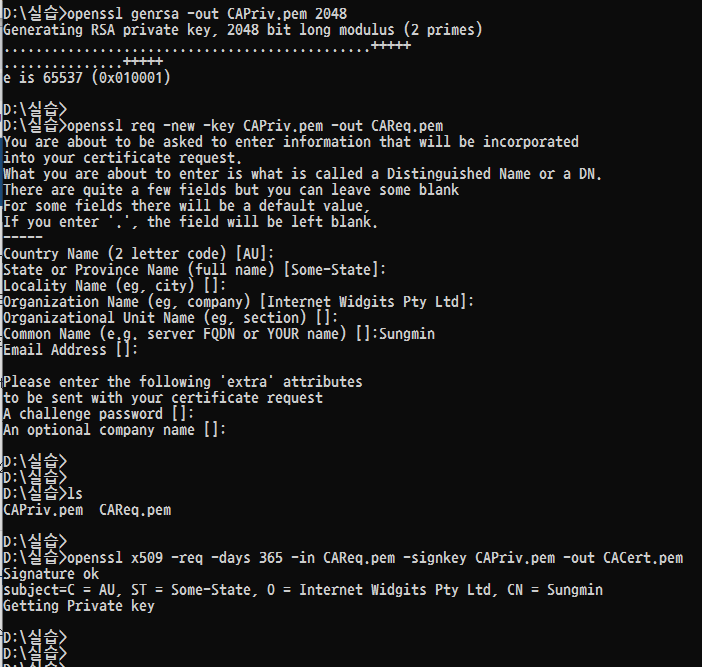 D:\실습>openssl genrsa -out CAPriv.pem 2048
Generating RSA private key, 2048 bit long modulus (2 primes)
..............................................+++++
...............+++++
e is 65537 (0x010001)
D:\실습>
D:\실습>openssl req -new -key CAPriv.pem -out CAReq.pem
You are about to be asked to enter information that will be incorporated
into your certificate request.
What you are about to enter is what is called a Distinguished Name or a DN.
There are quite a few fields but you can leave some blank
For some fields there will be a default value,
If you enter '.', the field will be left blank.
-----
Country Name (2 letter code) [AU]:
State or Province Name (full name) [Some-State]:
Locality Name (eg, city) []:
Organization Name (eg, company) [Internet Widgits Pty Ltd]:
Organizational Unit Name (eg, section) []:
Common Name (e.g. server FQDN or YOUR name) []:Sungmin
Email Address []:
Please enter the following 'extra' attributes
to be sent with your certificate request
A challenge password []:
An optional company name []:
D:\실습>
D:\실습>
D:\실습>ls
CAPriv.pem  CAReq.pem
D:\실습>
D:\실습>openssl x509 -req -days 365 -in CAReq.pem -signkey CAPriv.pem -out CACert.pem
Signature ok
subject=C = AU, ST = Some-State, O = Internet Widgits Pty Ltd, CN = Sungmin
Getting Private key
D:\실습>
D:\실습>